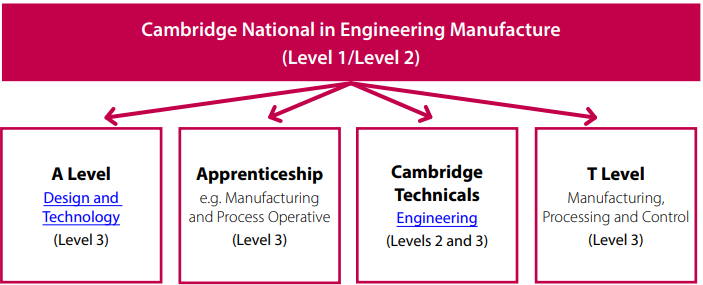 Cambridge National in Engineering Manufacture
(Level 1/Level 2)
A Level
Design and
Technology
(Level 3)
Apprenticeship
e.g. Manufacturing
and Process Operative
(Level 3)
Cambridge
Technicals
Engineering
(Levels 2 and 3)
T Level
Manufacturing,
Processing and Control
(Level 3)